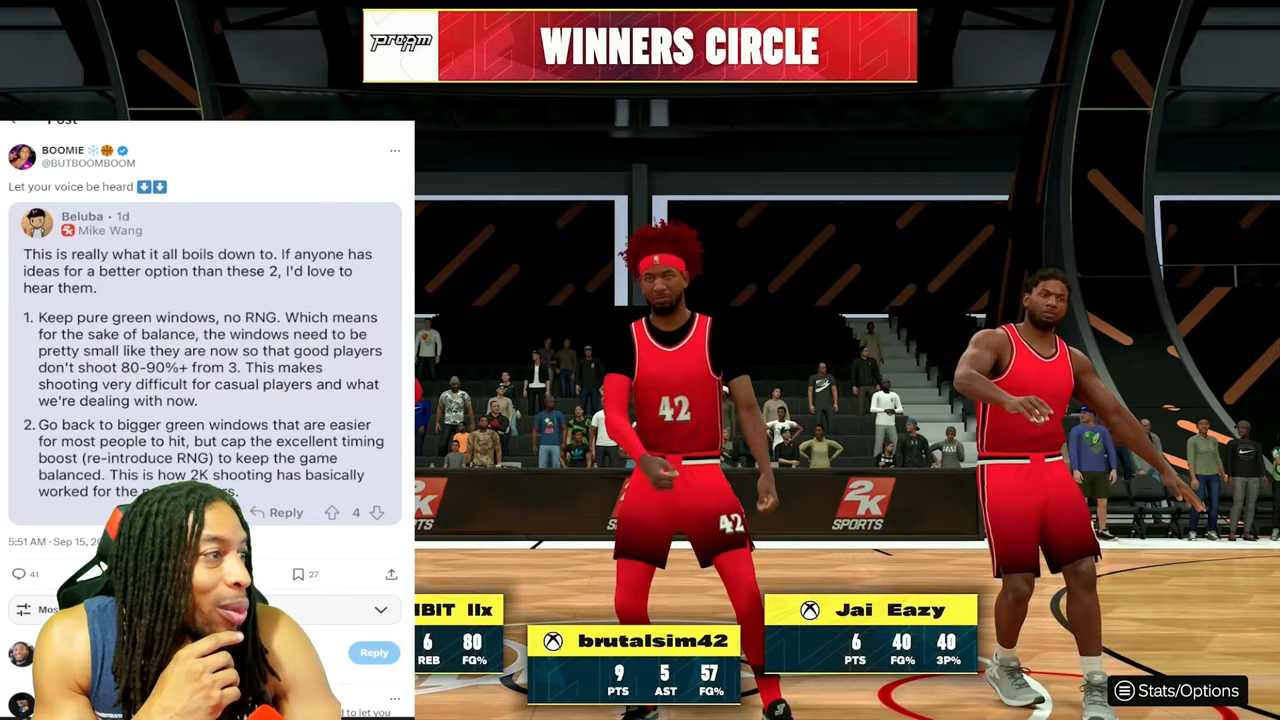 PROAM
WINNERS CIRCLE
Post
BOOMIE
@BUTBOOMBOOM
Let your voice be heard
Beluba · 1d
Mike Wang
This is really what it all boils down to. If anyone has
ideas for a better option than these 2, I'd love to
hear them.
1. Keep pure green windows, no RNG. Which means
for the sake of balance, the windows need to be
pretty small like they are now so that good players
don't shoot 80-90%+ from 3. This makes
shooting very difficult for casual players and what
we're dealing with now.
2. Go back to bigger green windows that are easier
for most people to hit, but cap the excellent timing
boost (re-introduce RNG) to keep the game
balanced. This is how 2K shooting has basically
worked for the
Reply 4
5:51 AM · Sep 15,
41
27
Reply
d to let you
42
42
2K
SPORTS
IIx
6 80
REB FG%
brutalsim42
9 5 57
PTS AST FG%
Jai Eazy
6 40 40
PTS FG% 3P%
Stats/Options